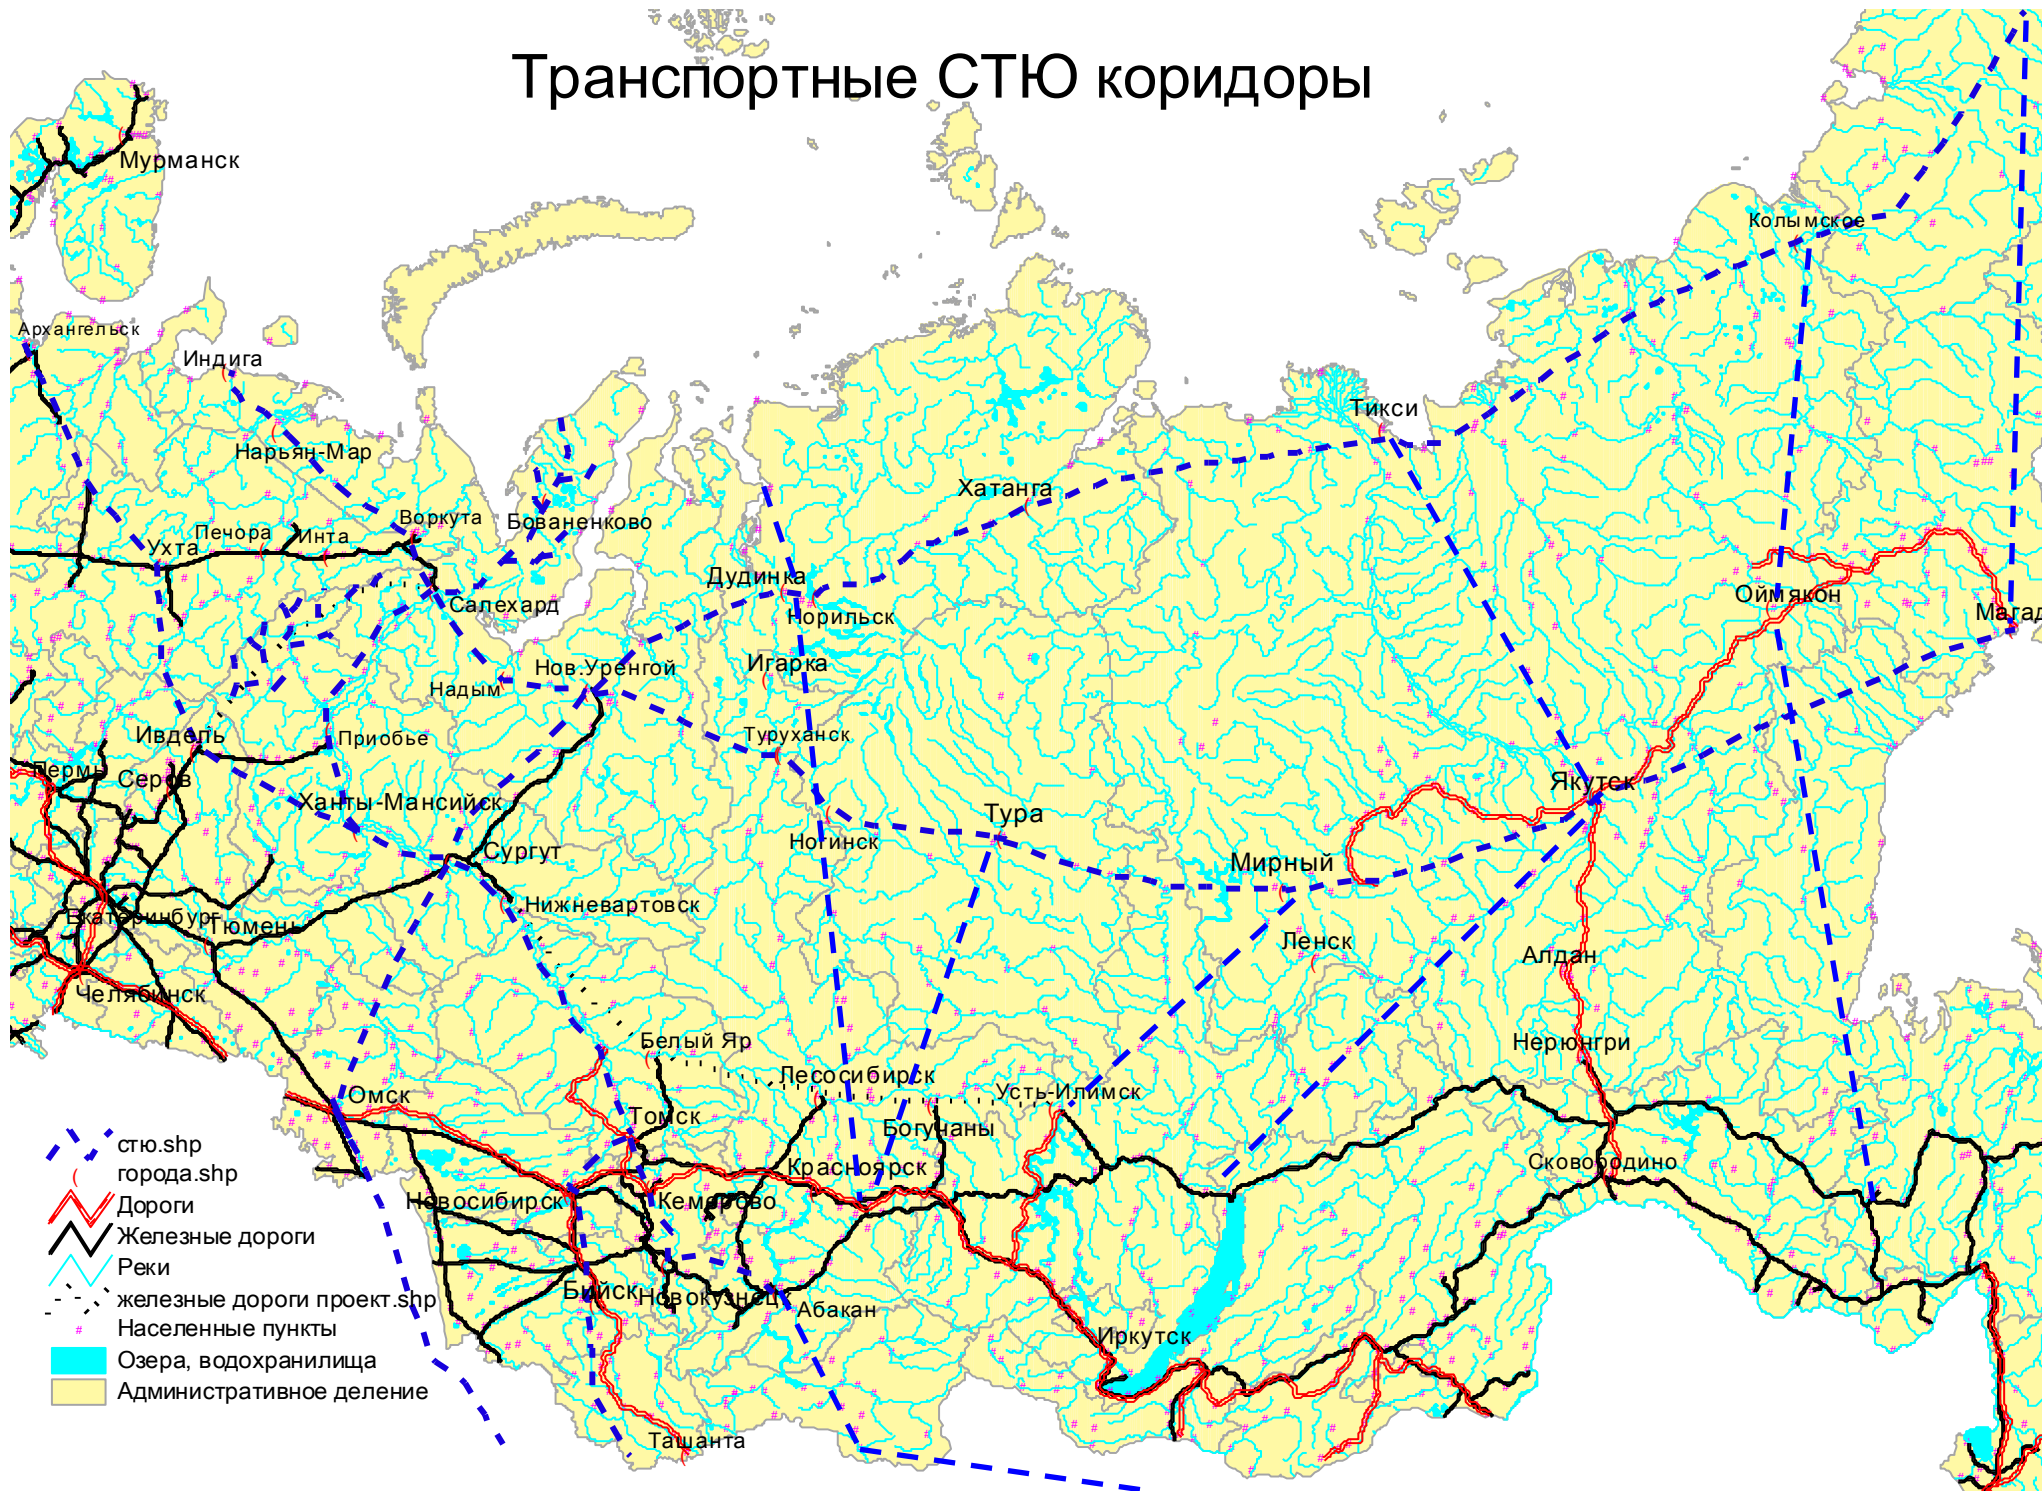 Транспортные СТЮ коридоры
Мурманск
Колымское
Архангельск
Индига
Тикси
Нарьян-Мар
Хатанга
Воркута
Бованенково
Печора
Инта
Ухта
Дудинка
Салехард
Норильск
Оймякон
Магад
Нов.Уренгой
Игарка
Надым
Ивдель
Приобье
Туруханск
Пермь
Серов
Якутск
Ханты-Мансийск
Тура
Ногинск
Сургут
Мирный
Нижневартовск
Екатеринбург
Тюмень
Ленск
Алдан
Челябинск
Белый Яр
Нерюнгри
Лесосибирск
Усть-Илимск
Омск
Томск
Богучаны
Красноярск
Сковородино
Новосибирск
Кемерово
Бийск
Новокузнецк
Абакан
Иркутск
Ташанта
стю.shp
города.shp
Дороги
Железные дороги
Реки
железные дороги проект.shp
Населенные пункты
Озера, водохранилища
Административное деление